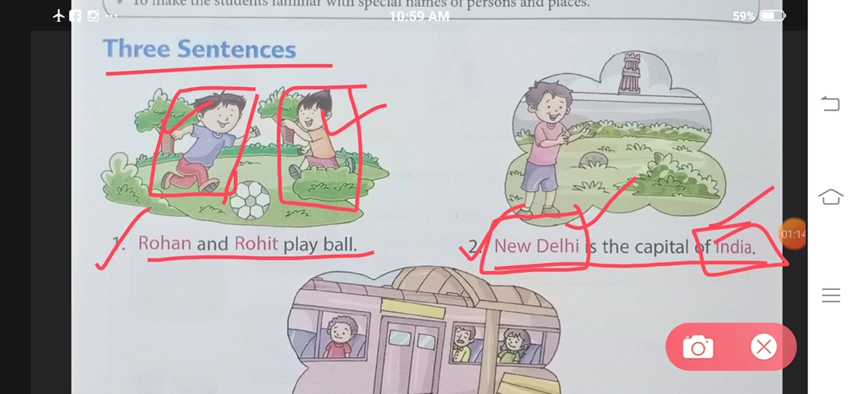 To make the students familiar with special names of persons and places.
10:59 AM
59%
Three Sentences
1. Rohan and Rohit play ball.
2. New Delhi is the capital of India.
01:14